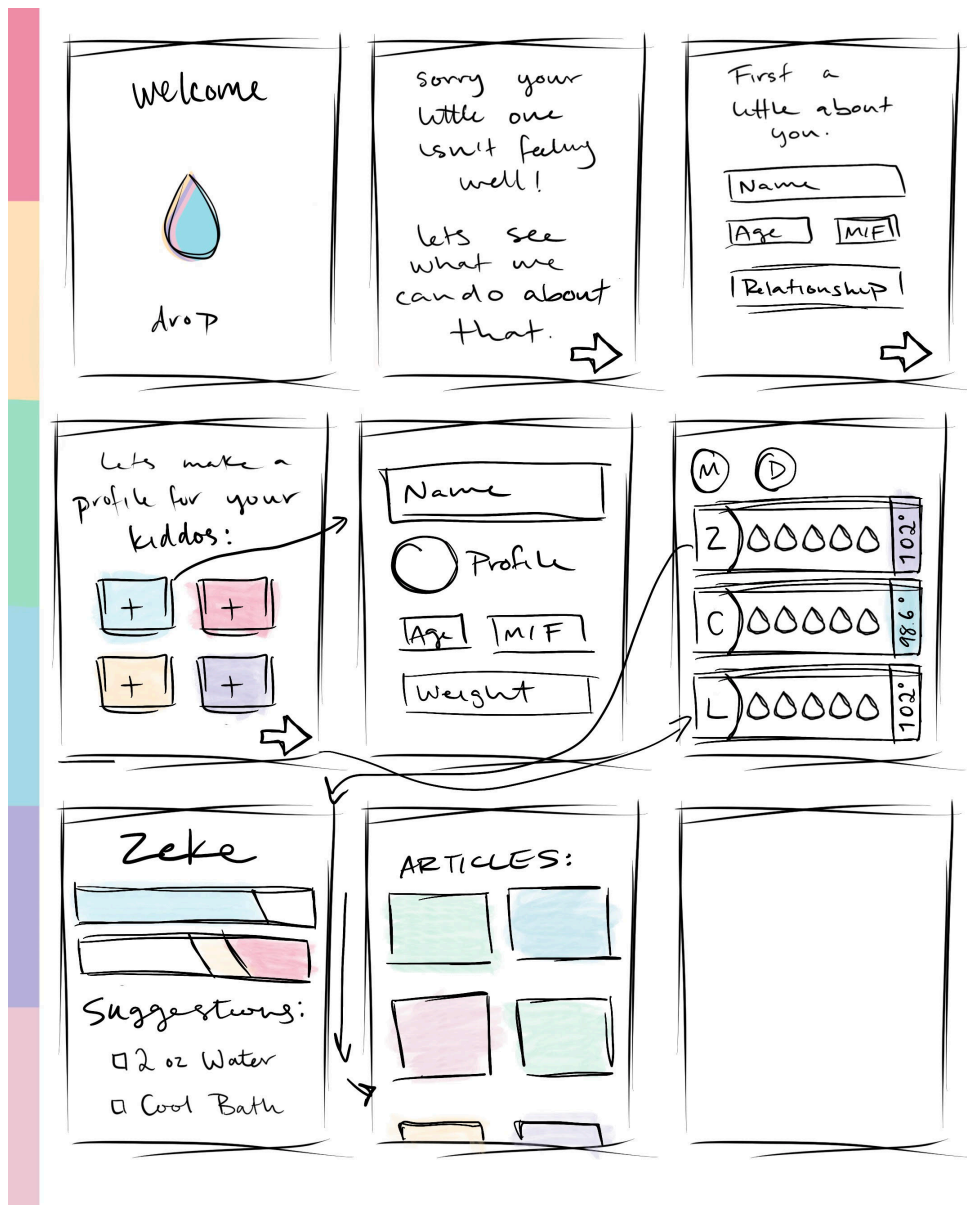 welcome
drop
Sorry your
little one
isn't feeling
well!
lets see
what we
can do about
that.
First a
little about
you.
Name
Age M/F
Relationship
Lets make a
profile for your
kiddos:
+ +
+ +
Name
Profile
Age M/F
Weight
M D
Z 102.°
C 98.6°
L 102.°
Zeke
Suggestions:
2 oz Water
Cool Bath
ARTICLES: